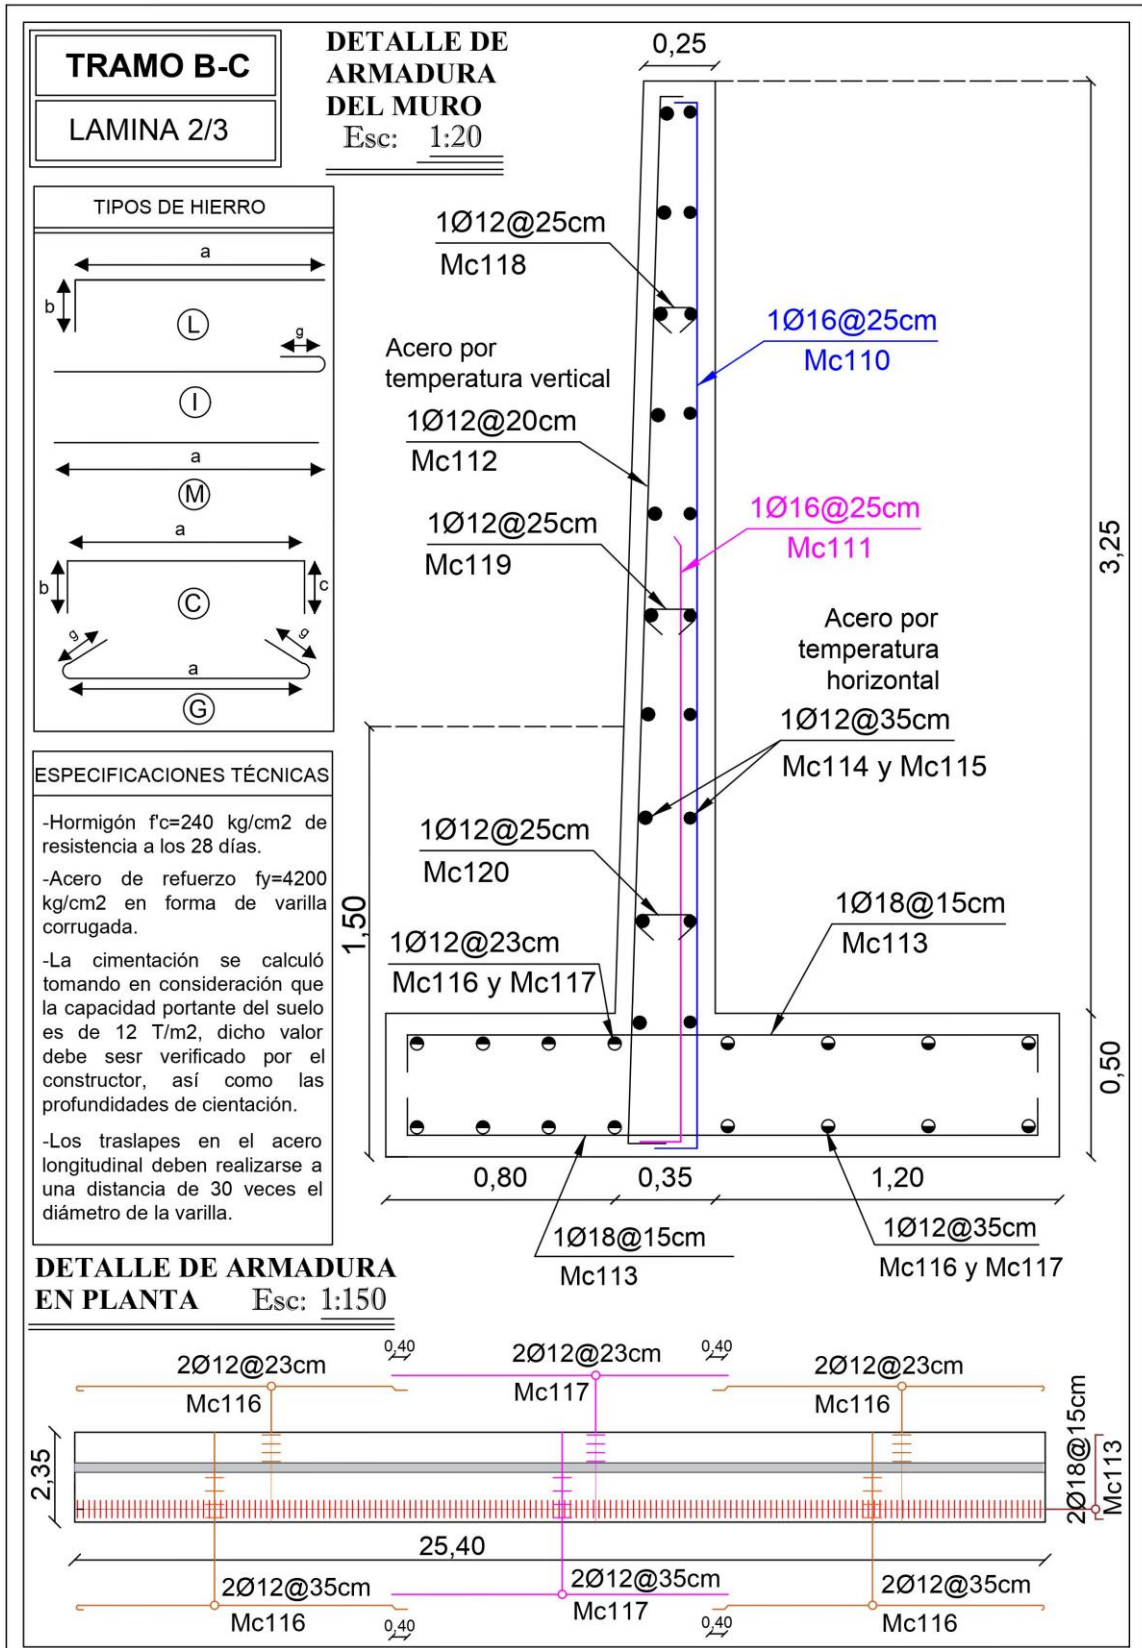 TRAMO B-C
LAMINA 2/3
DETALLE DE
ARMADURA
DEL MURO
Esc: 1:20
TIPOS DE HIERRO
a
b
L
g
I
a
M
a
b
c
C
g
g
a
G
ESPECIFICACIONES TÉCNICAS
-Hormigón f'c=240 kg/cm2 de
resistencia a los 28 días.
-Acero de refuerzo fy=4200
kg/cm2 en forma de varilla
corrugada.
-La cimentación se calculó
tomando en consideración que
la capacidad portante del suelo
es de 12 T/m2, dicho valor
debe sesr verificado por el
constructor, así como las
profundidades de cientación.
-Los traslapes en el acero
longitudinal deben realizarse a
una distancia de 30 veces el
diámetro de la varilla.
0,25
1Ø12@25cm
Mc118
1Ø16@25cm
Mc110
Acero por
temperatura vertical
1Ø12@20cm
Mc112
1Ø16@25cm
Mc111
1Ø12@25cm
Mc119
3,25
Acero por
temperatura
horizontal
1Ø12@35cm
Mc114 y Mc115
1Ø12@25cm
Mc120
1,50
1Ø18@15cm
Mc113
1Ø12@23cm
Mc116 y Mc117
0,50
0,80
0,35
1,20
1Ø18@15cm
Mc113
1Ø12@35cm
Mc116 y Mc117
DETALLE DE ARMADURA
EN PLANTA Esc: 1:150
2Ø12@23cm
Mc116
0,40
2Ø12@23cm
Mc117
0,40
2Ø12@23cm
Mc116
2,35
2Ø18@15cm
Mc113
25,40
2Ø12@35cm
Mc116
0,40
2Ø12@35cm
Mc117
0,40
2Ø12@35cm
Mc116